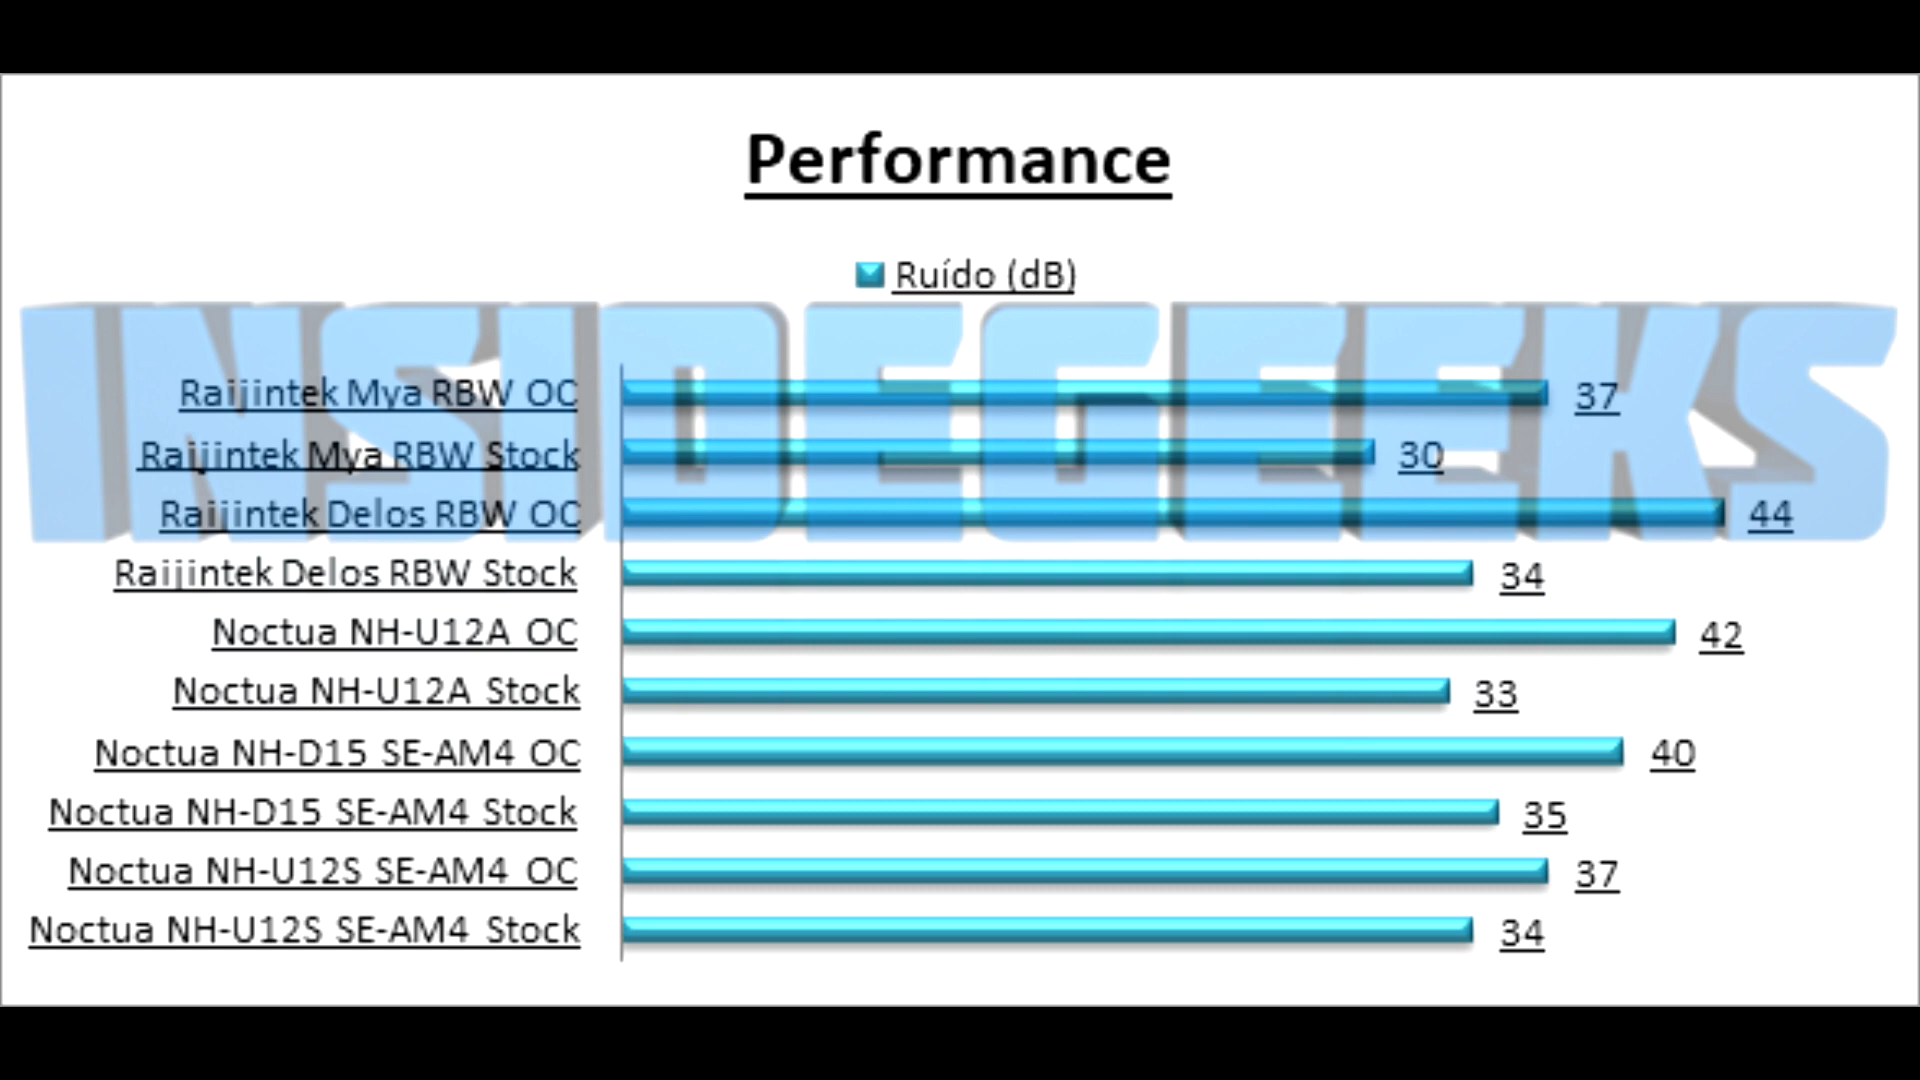 Performance
Ruído (dB)
INSIDEGEEKS
Raijintek Mya RBW OC 37
Raijintek Mya RBW Stock 30
Raijintek Delos RBW OC 44
Raijintek Delos RBW Stock 34
Noctua NH-U12A OC 42
Noctua NH-U12A Stock 33
Noctua NH-D15 SE-AM4 OC 40
Noctua NH-D15 SE-AM4 Stock 35
Noctua NH-U12S SE-AM4 OC 37
Noctua NH-U12S SE-AM4 Stock 34